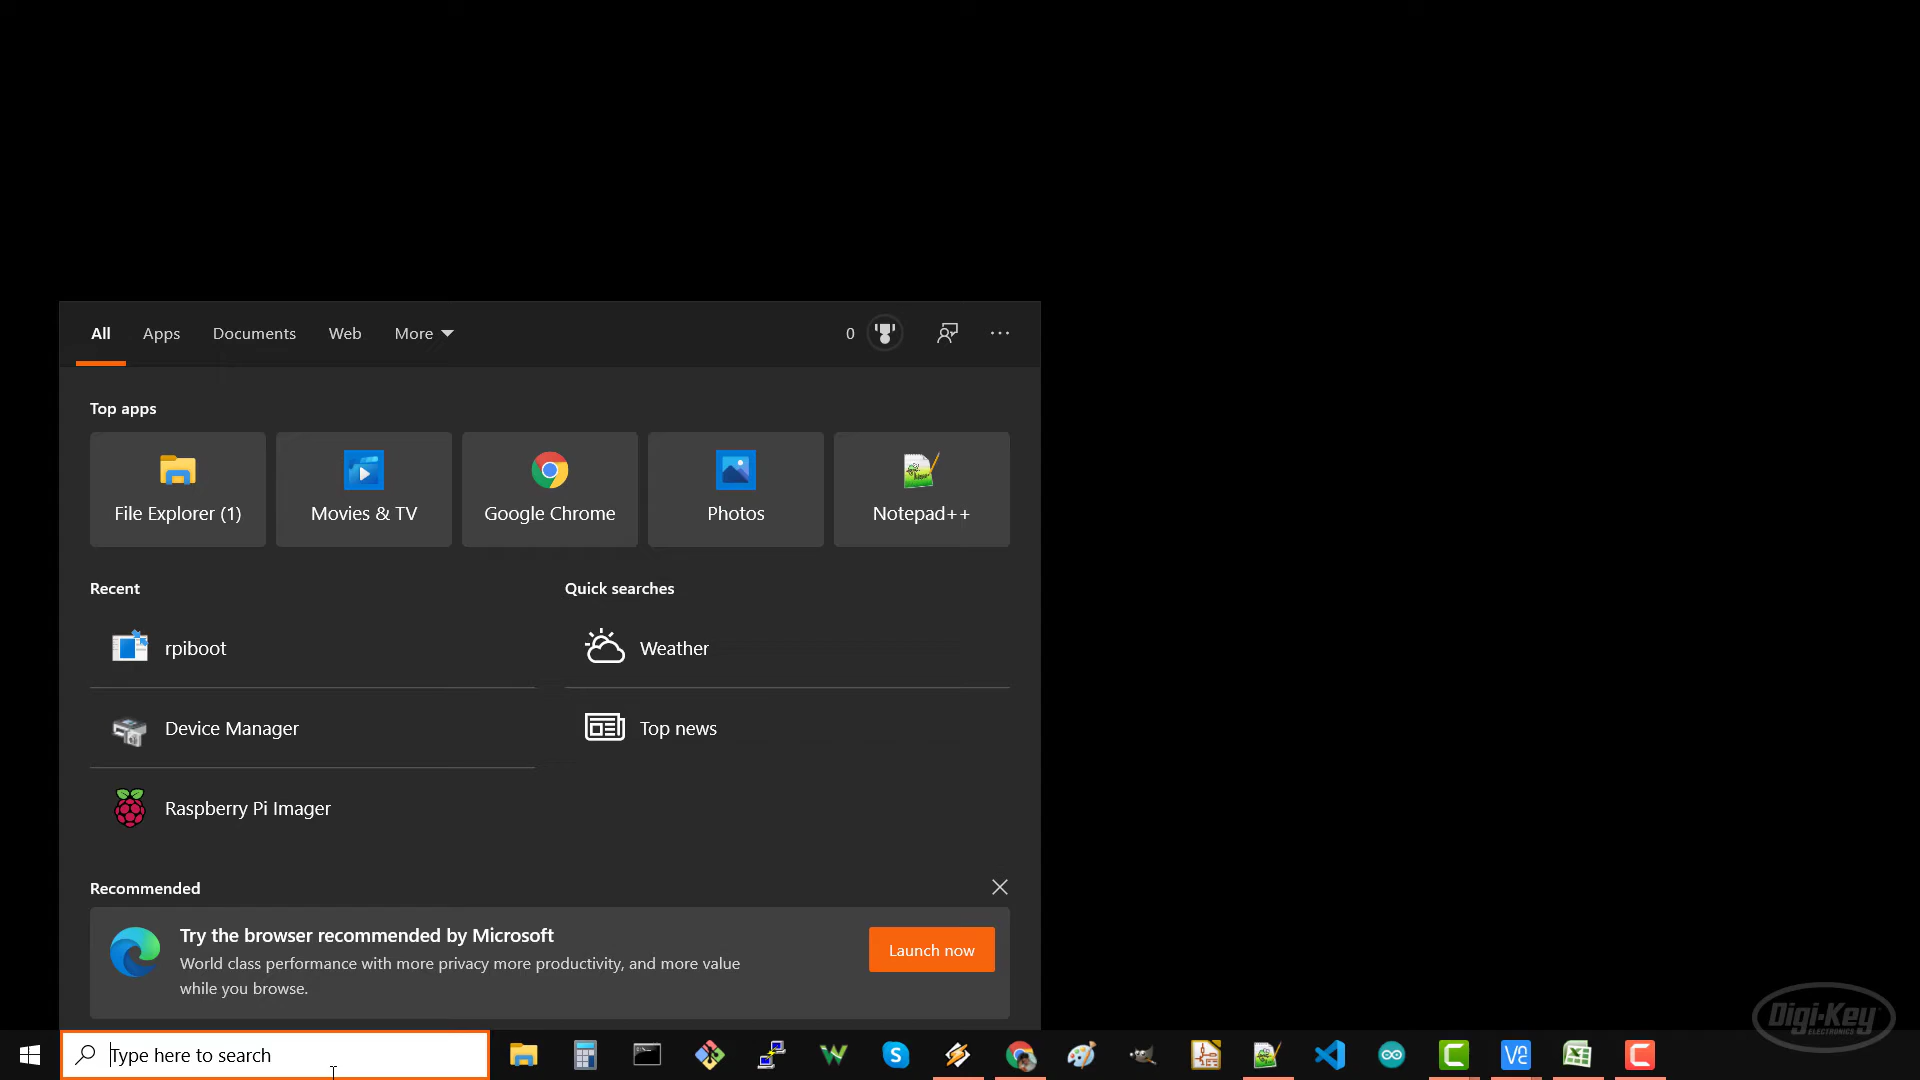 All Apps Documents Web More 0
Top apps
File Explorer (1) Movies & TV Google Chrome Photos Notepad++
Recent
rpiboot
Device Manager
Raspberry Pi Imager
Quick searches
Weather
Top news
Recommended
Try the browser recommended by Microsoft
World class performance with more privacy more productivity, and more value
while you browse.
Launch now
Type here to search
Digi-Key
ELECTRONICS